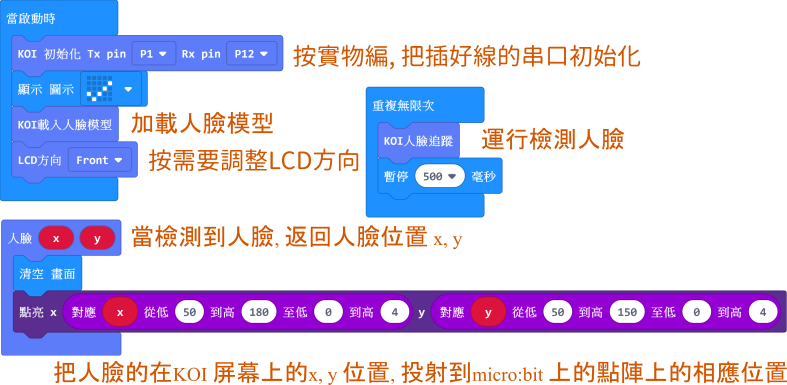 當啟動時
KOI 初始化 Tx pin P1 Rx pin P12
按實物編, 把插好線的串口初始化
顯示 圖示
KOI載入人臉模型
加載人臉模型
LCD方向 Front
按需要調整LCD方向
重複無限次
KOI人臉追蹤
運行檢測人臉
暫停 500 毫秒
人臉 x y
當檢測到人臉, 返回人臉位置 x, y
清空 畫面
點亮 x 對應 x 從低 50 到高 180 至低 0 到高 4 y 對應 y 從低 50 到高 150 至低 0 到高 4
把人臉的在KOI 屏幕上的x, y 位置, 投射到micro:bit 上的點陣上的相應位置